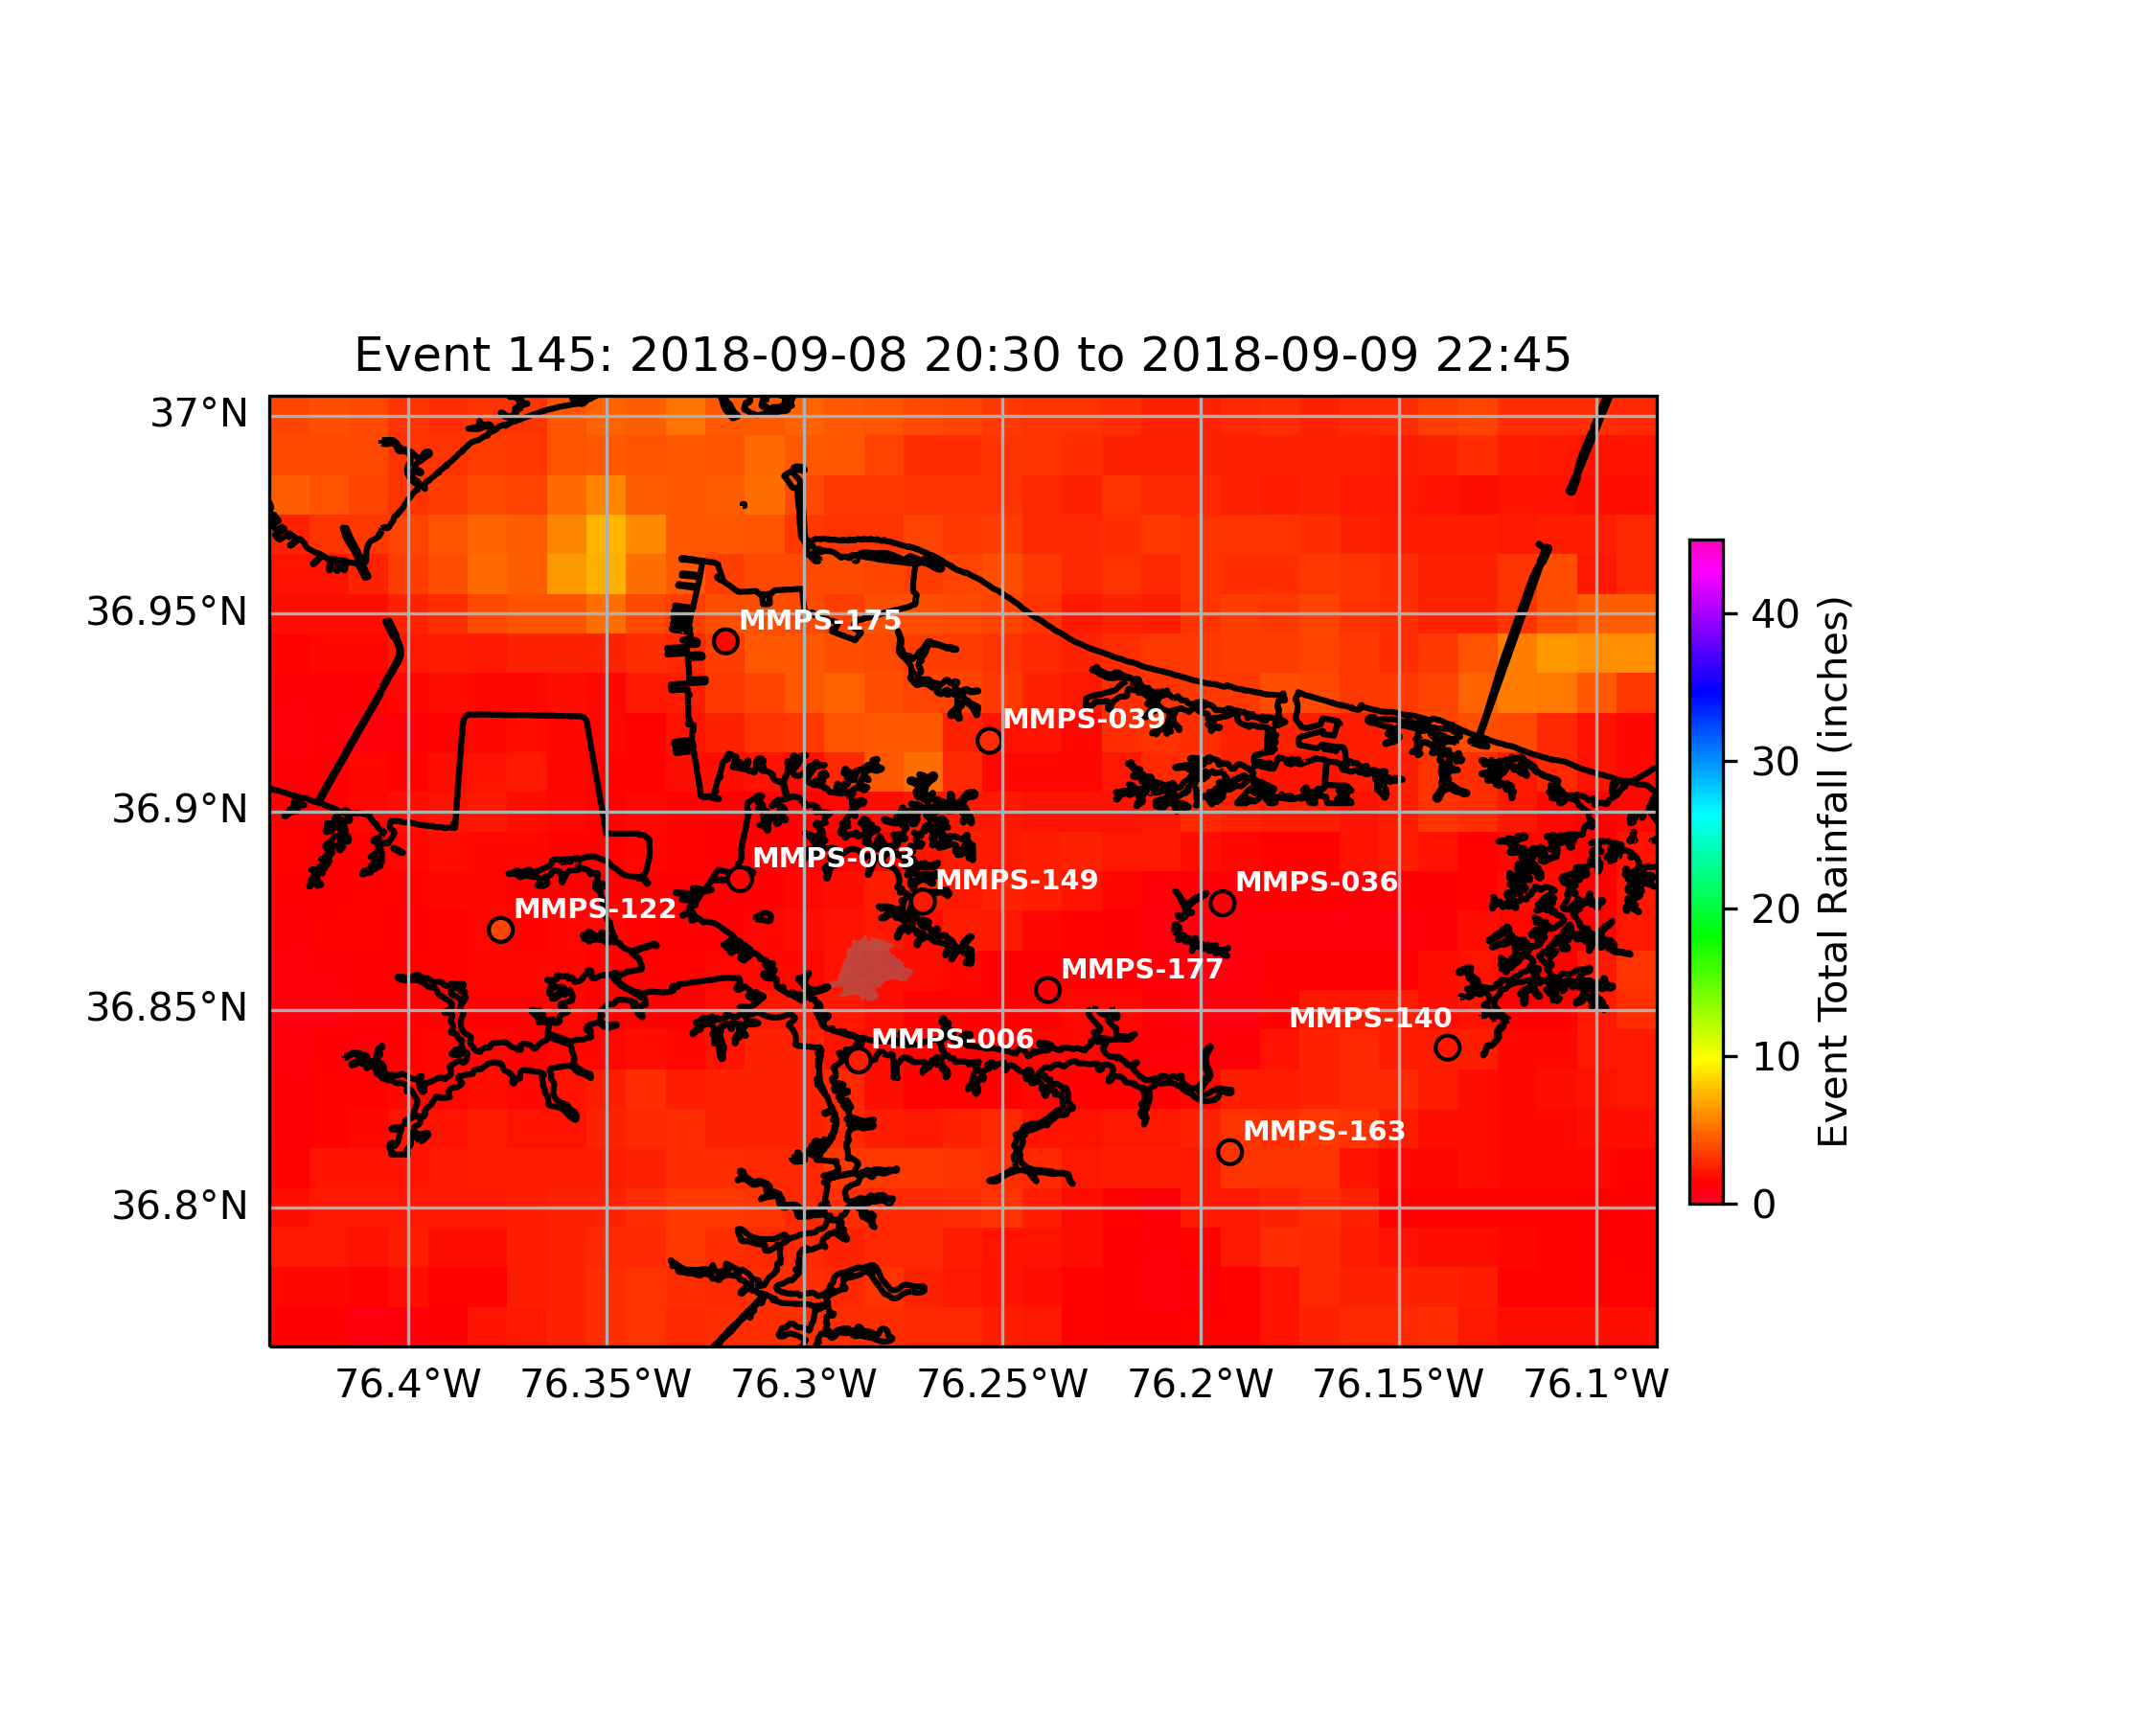 Event 145: 2018-09-08 20:30 to 2018-09-09 22:45
37°N
36.95°N
36.9°N
36.85°N
36.8°N
MMPS-175
MMPS-039
MMPS-003
MMPS-149
MMPS-036
MMPS-122
MMPS-177
MMPS-140
MMPS-006
MMPS-163
76.4°W
76.35°W
76.3°W
76.25°W
76.2°W
76.15°W
76.1°W
40
30
20
10
0
Event Total Rainfall (inches)